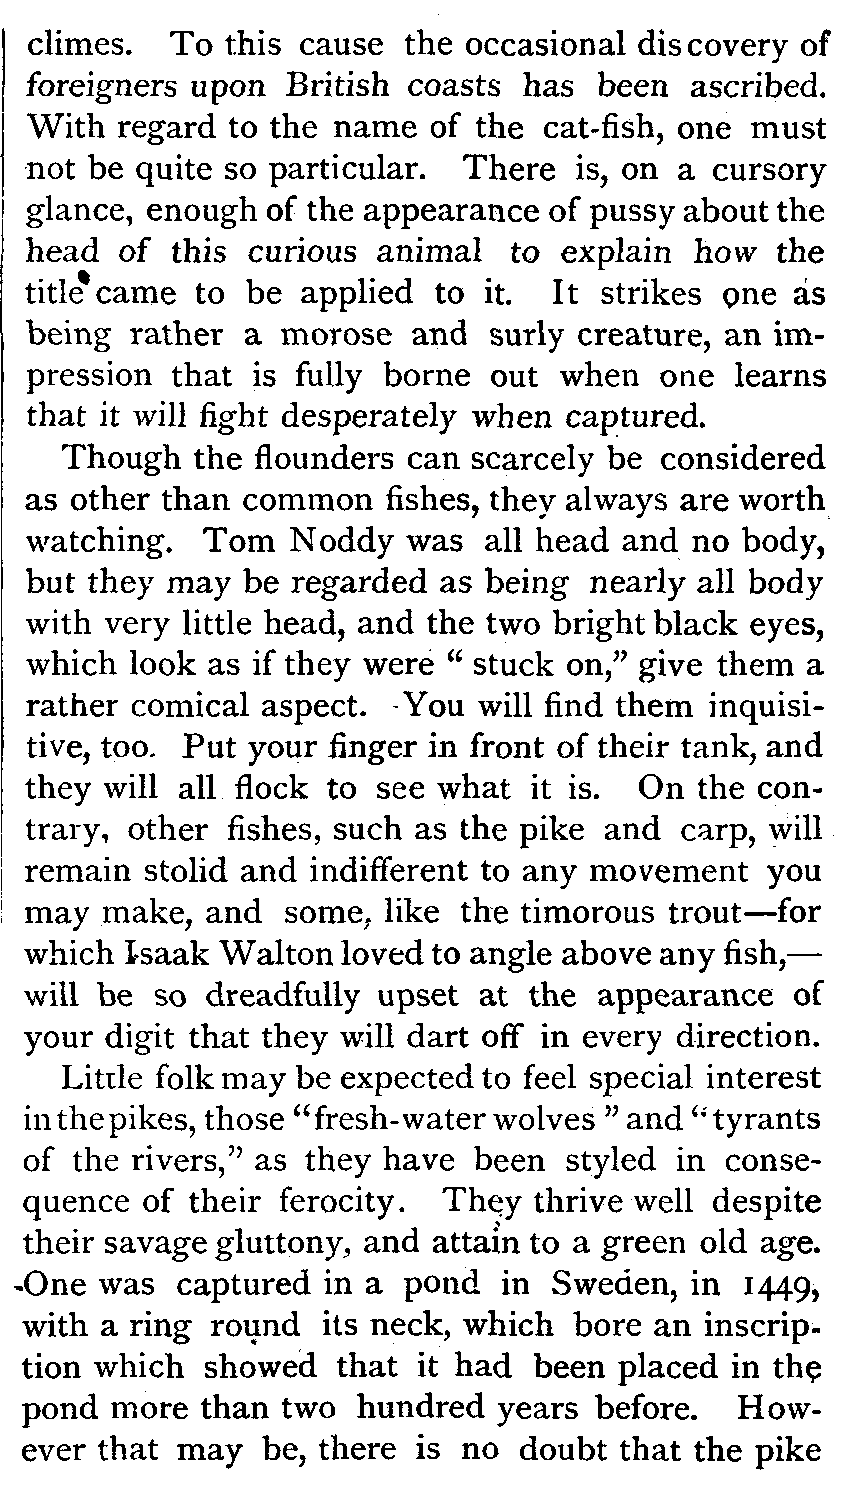 climes. To this cause the occasional discovery of
foreigners upon British coasts has been ascribed.
With regard to the name of the cat-fish, one must
not be quite so particular. There is, on a cursory
glance, enough of the appearance of pussy about the
head of this curious animal to explain how the
title came to be applied to it. It strikes one as
being rather a morose and surly creature, an im-
pression that is fully borne out when one learns
that it will fight desperately when captured.
Though the flounders can scarcely be considered
as other than common fishes, they always are worth
watching. Tom Noddy was all head and no body,
but they may be regarded as being nearly all body
with very little head, and the two bright black eyes,
which look as if they were “ stuck on,” give them a
rather comical aspect. You will find them inquisi-
tive, too. Put your finger in front of their tank, and
they will all flock to see what it is. On the con-
trary, other fishes, such as the pike and carp, will
remain stolid and indifferent to any movement you
may make, and some, like the timorous trout—for
which Isaak Walton loved to angle above any fish,—
will be so dreadfully upset at the appearance of
your digit that they will dart off in every direction.
Little folk may be expected to feel special interest
in the pikes, those “fresh-water wolves ” and “tyrants
of the rivers,” as they have been styled in conse-
quence of their ferocity. They thrive well despite
their savage gluttony, and attain to a green old age.
One was captured in a pond in Sweden, in 1449,
with a ring round its neck, which bore an inscrip-
tion which showed that it had been placed in the
pond more than two hundred years before. How-
ever that may be, there is no doubt that the pike